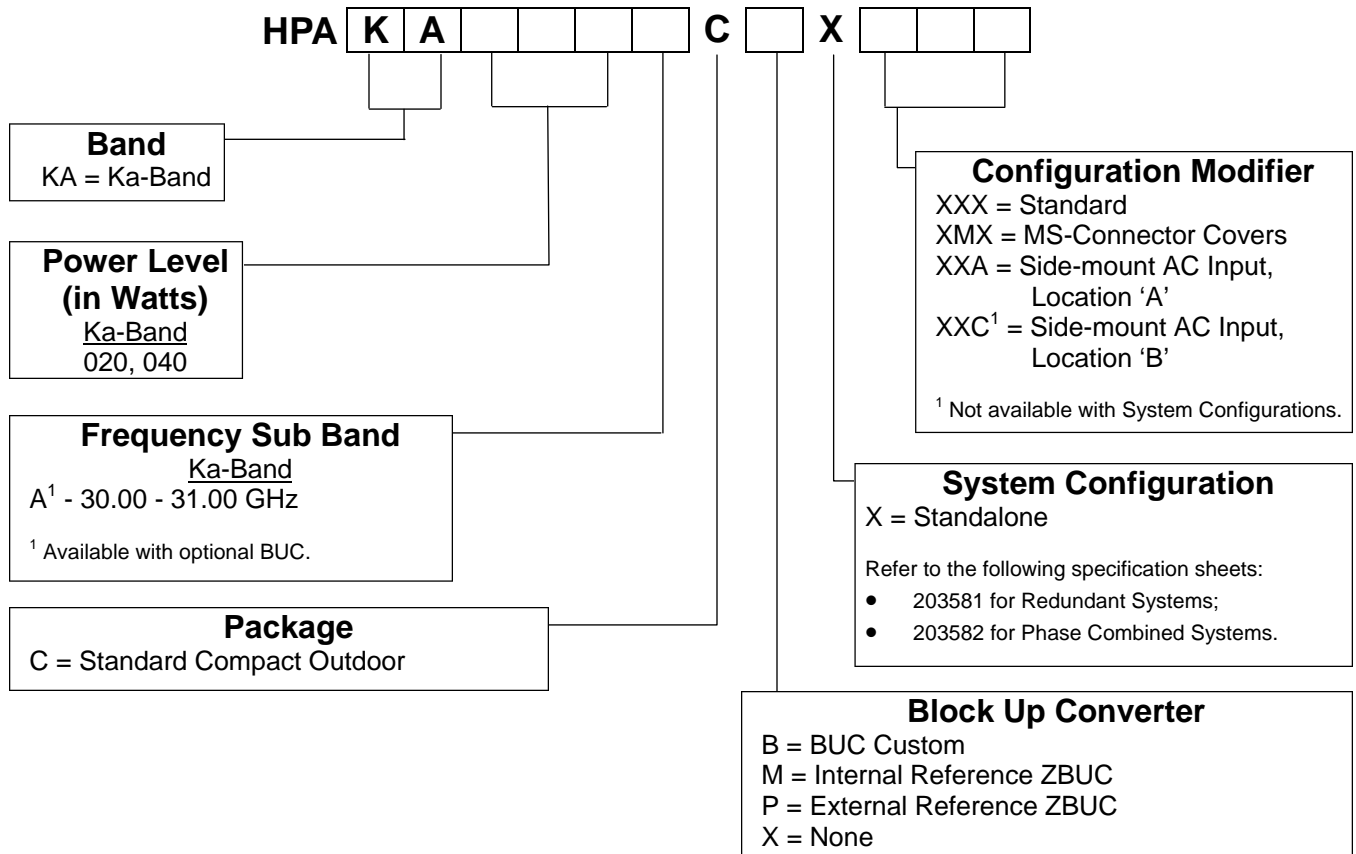 HPA K A C X
Band
KA = Ka-Band
Power Level
(in Watts)
Ka-Band
020, 040
Frequency Sub Band
Ka-Band
A¹ - 30.00 - 31.00 GHz
¹ Available with optional BUC.
Package
C = Standard Compact Outdoor
Configuration Modifier
XXX = Standard
XMX = MS-Connector Covers
XXA = Side-mount AC Input,
Location ‘A’
XXC¹ = Side-mount AC Input,
Location ‘B’
¹ Not available with System Configurations.
System Configuration
X = Standalone
Refer to the following specification sheets:
• 203581 for Redundant Systems;
• 203582 for Phase Combined Systems.
Block Up Converter
B = BUC Custom
M = Internal Reference ZBUC
P = External Reference ZBUC
X = None